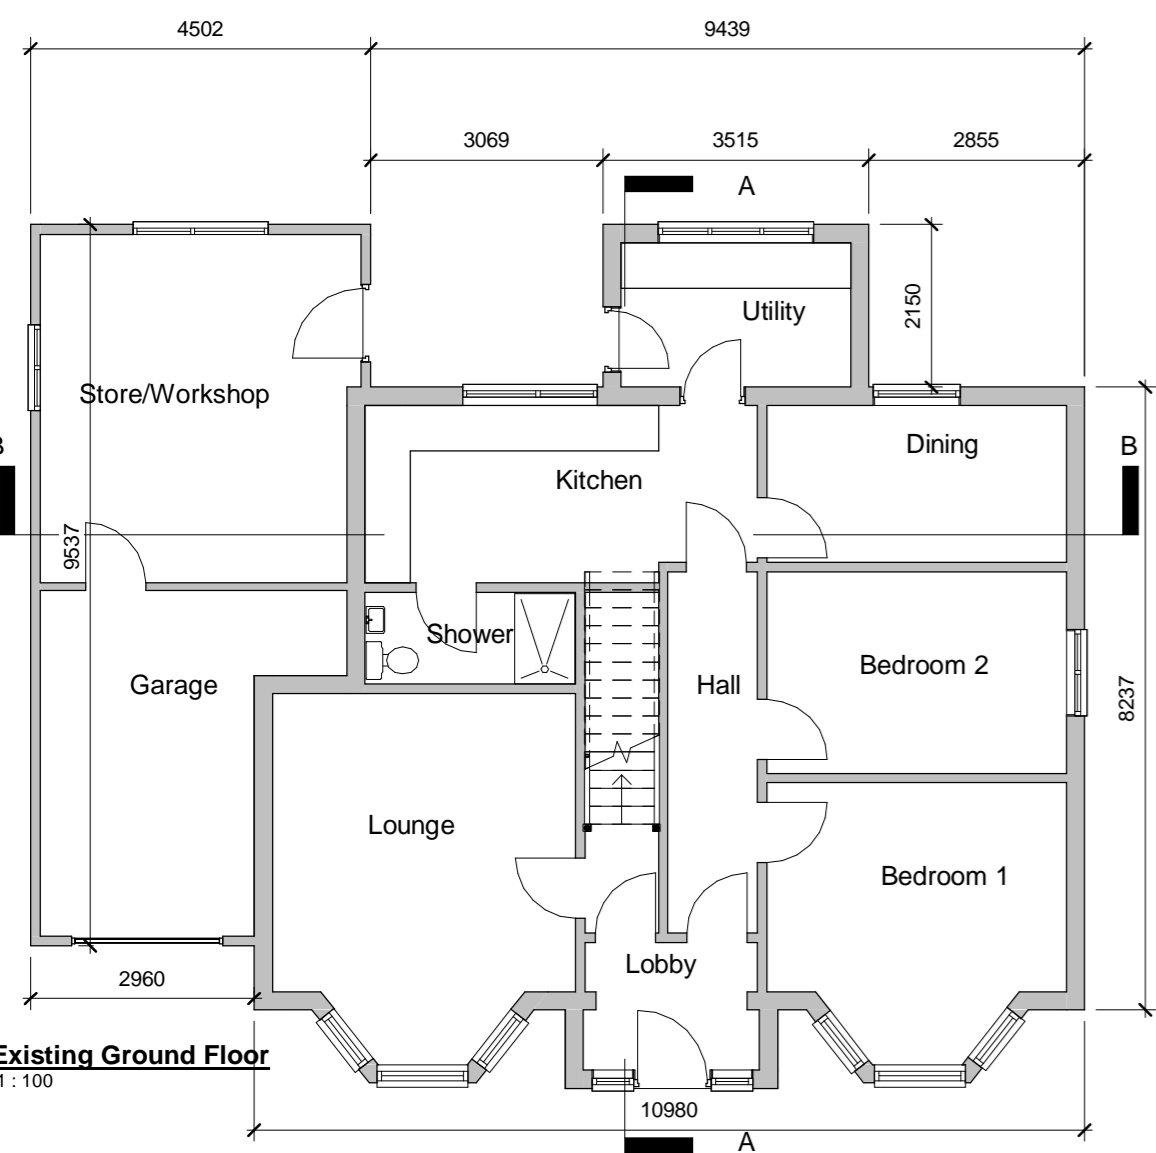 4502
9439
3069
3515
2855
A
Utility
2150
Store/Workshop
Dining
B
B
Kitchen
9537
Shower
Bedroom 2
Garage
Hall
8237
Lounge
Bedroom 1
Lobby
2960
Existing Ground Floor
1 : 100
10980
A